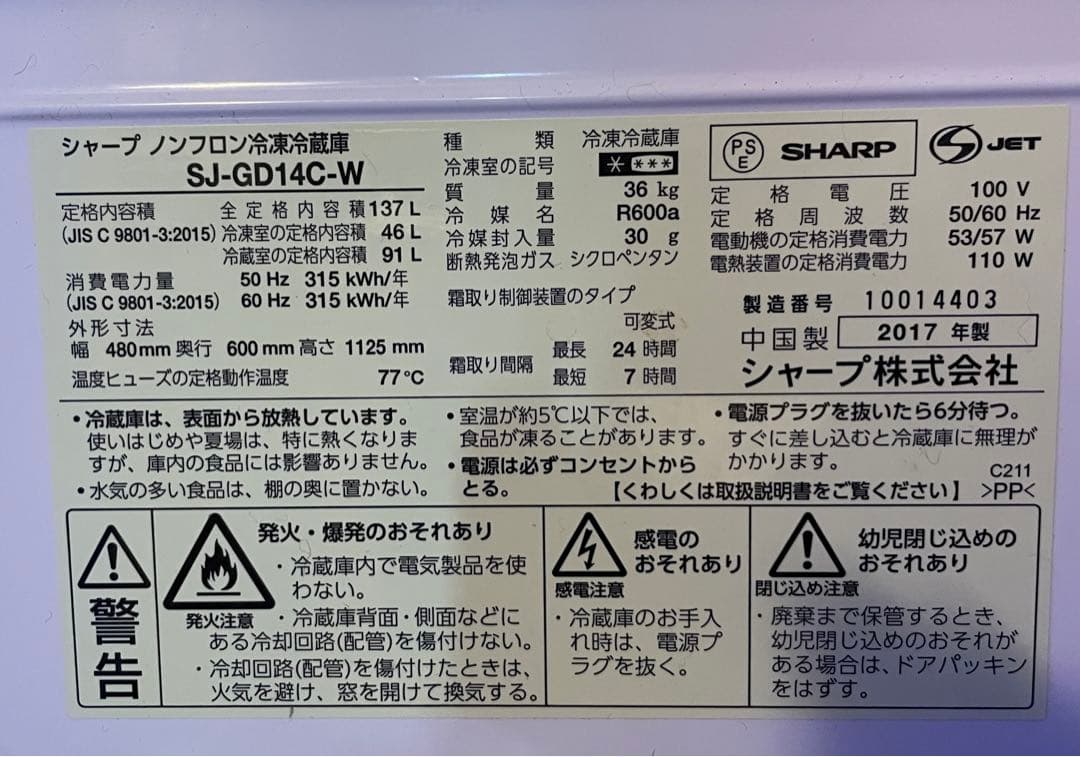 シャープ ノンフロン冷凍冷蔵庫
SJ-GD14C-W
定格内容積 全定格内容積 137 L
(JIS C 9801-3:2015) 冷凍室の定格内容積 46 L
冷蔵室の定格内容積 91 L
消費電力量 50 Hz 315 kWh/年
(JIS C 9801-3:2015) 60 Hz 315 kWh/年
外形寸法
幅 480mm 奥行 600mm 高さ 1125 mm
温度ヒューズの定格動作温度 77℃
種類 冷凍冷蔵庫
冷凍室の記号 * ***
質量 36 kg
冷媒名 R600a
冷媒封入量 30 g
断熱発泡ガス シクロペンタン
霜取り制御装置のタイプ
可変式
霜取り間隔 最長 24 時間
最短 7 時間
PS
E
SHARP
S JET
定格電圧 100 V
定格周波数 50/60 Hz
電動機の定格消費電力 53/57 W
電熱装置の定格消費電力 110 W
製造番号 10014403
中国製 2017 年製
シャープ株式会社
・冷蔵庫は、表面から放熱しています。
使いはじめや夏場は、特に熱くなりま
すが、庫内の食品には影響ありません。
・水気の多い食品は、棚の奥に置かない。
・室温が約5℃以下では、
食品が凍ることがあります。
・電源は必ずコンセントから
とる。
・電源プラグを抜いたら6分待つ。
すぐに差し込むと冷蔵庫に無理が
かかります。
C211
【くわしくは取扱説明書をご覧ください】 >PP<
警告
発火注意
発火・爆発のおそれあり
・冷蔵庫内で電気製品を使
わない。
・冷蔵庫背面・側面などに
ある冷却回路(配管)を傷付けない。
・冷却回路(配管)を傷付けたときは、
火気を避け、窓を開けて換気する。
感電注意
感電の
おそれあり
・冷蔵庫のお手入
れ時は、電源プ
ラグを抜く。
閉じ込め注意
幼児閉じ込めの
おそれあり
・廃棄まで保管するとき、
幼児閉じ込めのおそれが
ある場合は、ドアパッキン
をはずす。